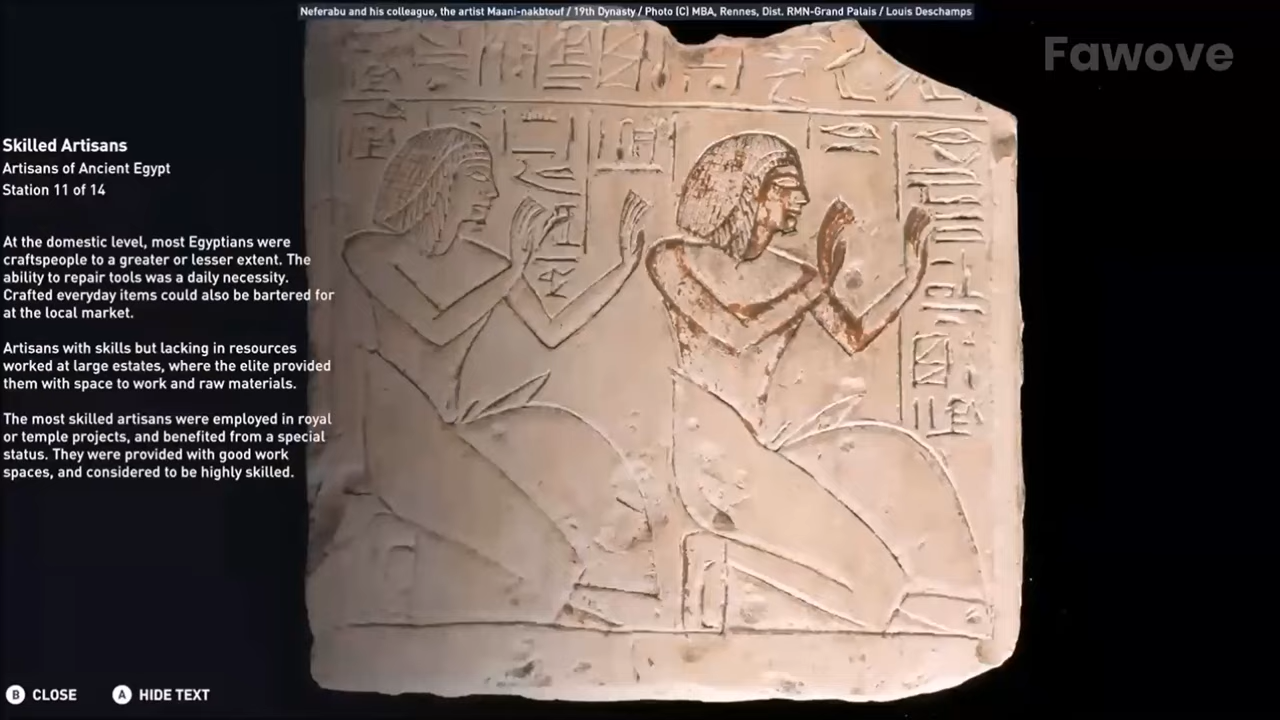 Neferabu and his colleague, the artist Maani-nakbtouf / 19th Dynasty / Photo (C) MBA, Rennes, Dist. RMN-Grand Palais / Louis Deschamps
Fawove
Skilled Artisans
Artisans of Ancient Egypt
Station 11 of 14
At the domestic level, most Egyptians were
craftspeople to a greater or lesser extent. The
ability to repair tools was a daily necessity.
Crafted everyday items could also be bartered for
at the local market.
Artisans with skills but lacking in resources
worked at large estates, where the elite provided
them with space to work and raw materials.
The most skilled artisans were employed in royal
or temple projects, and benefited from a special
status. They were provided with good work
spaces, and considered to be highly skilled.
B CLOSE A HIDE TEXT